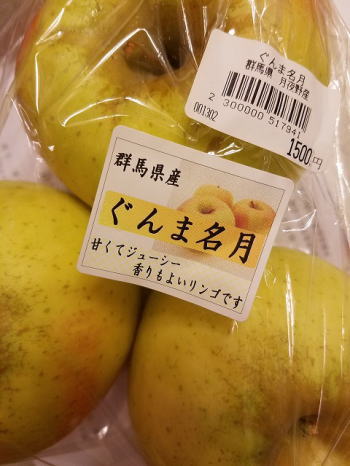 ぐんま名月
群馬県 月夜野産
2 300000 517941
001302
1500円
群馬県産
ぐんま名月
甘くてジューシー
香りもよいリンゴです